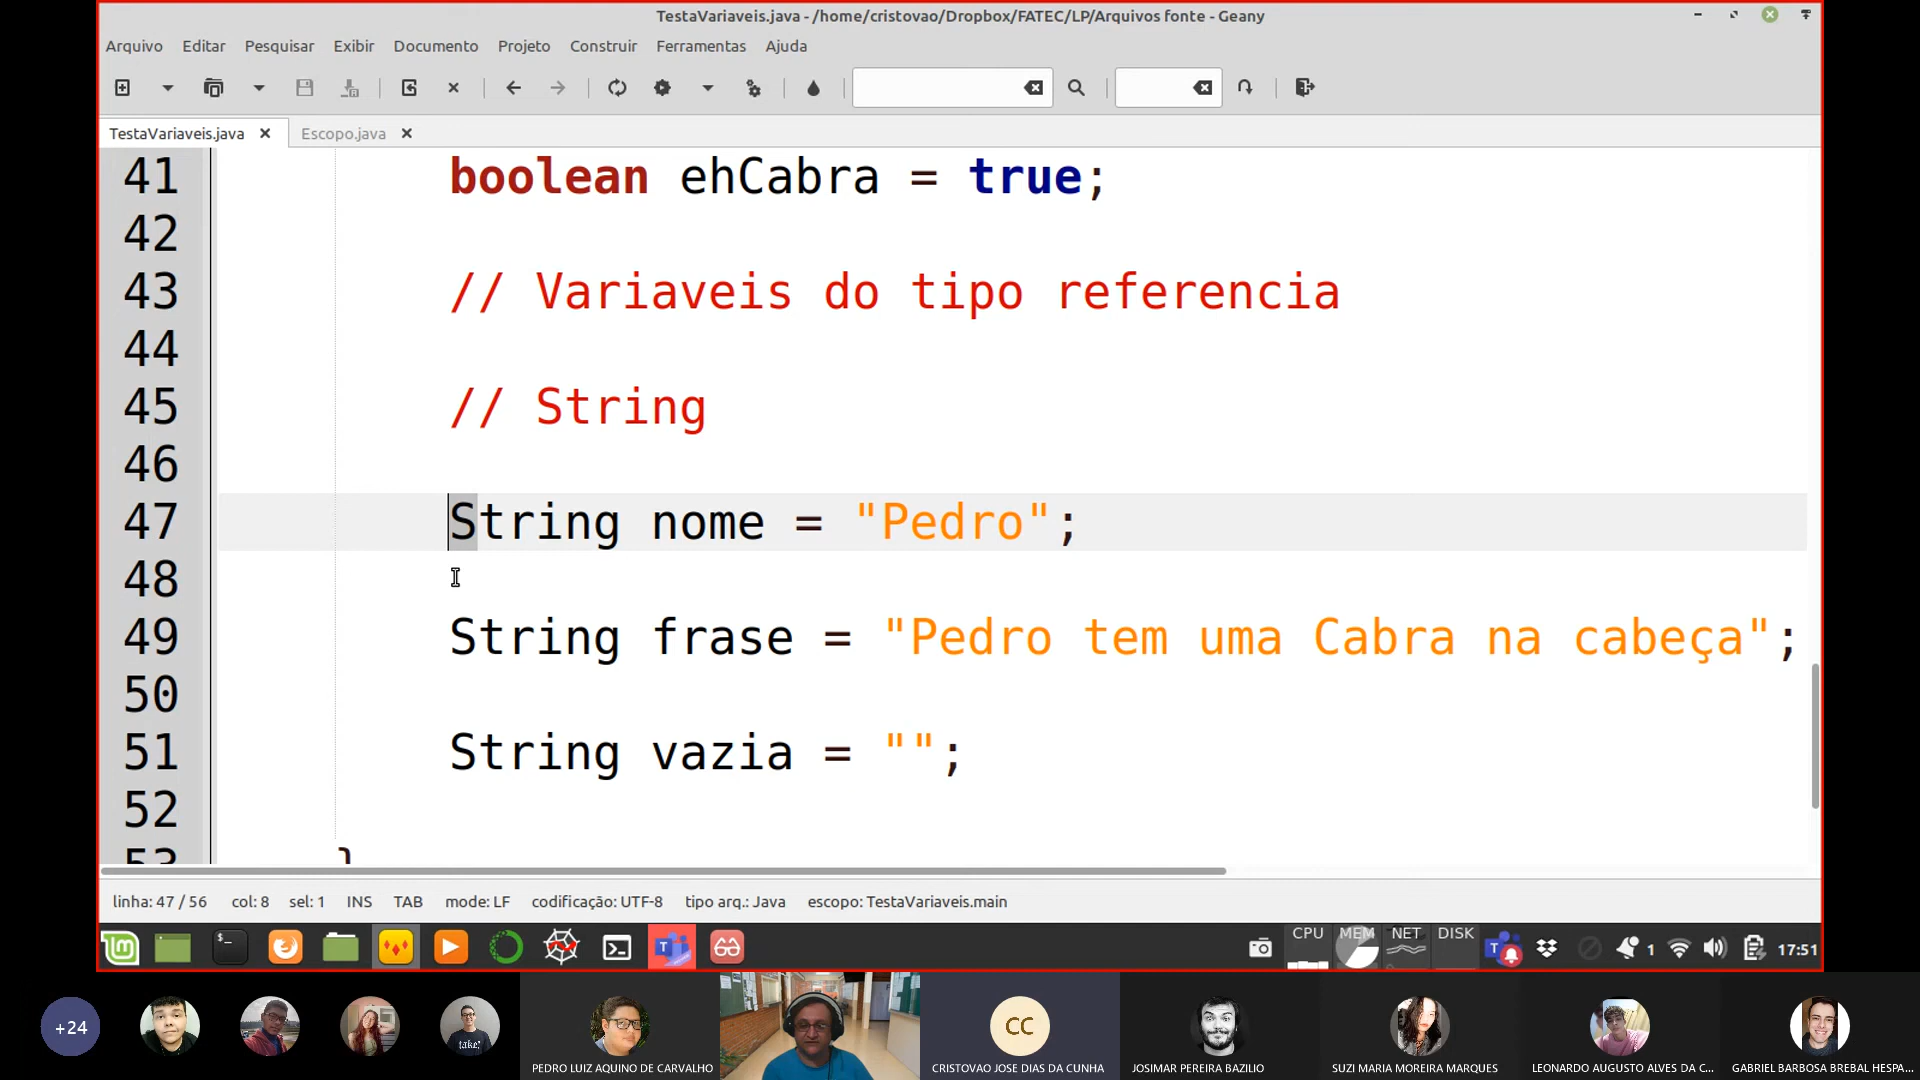 TestaVariaveis.java - /home/cristovao/Dropbox/FATEC/LP/Arquivos fonte - Geany
Arquivo Editar Pesquisar Exibir Documento Projeto Construir Ferramentas Ajuda
TestaVariaveis.java Escopo.java
41 boolean ehCabra = true;
42
43 // Variaveis do tipo referencia
44
45 // String
46
47 String nome = "Pedro";
48
49 String frase = "Pedro tem uma Cabra na cabeça";
50
51 String vazia = "";
52
53 }
linha: 47 / 56 col: 8 sel: 1 INS TAB mode: LF codificação: UTF-8 tipo arq.: Java escopo: TestaVariaveis.main
CPU MEM NET DISK 1 17:51
+24 take! CC
PEDRO LUIZ AQUINO DE CARVALHO CRISTOVAO JOSE DIAS DA CUNHA JOSIMAR PEREIRA BAZILIO SUZI MARIA MOREIRA MARQUES LEONARDO AUGUSTO ALVES DA C... GABRIEL BARBOSA BREBAL HESPA...